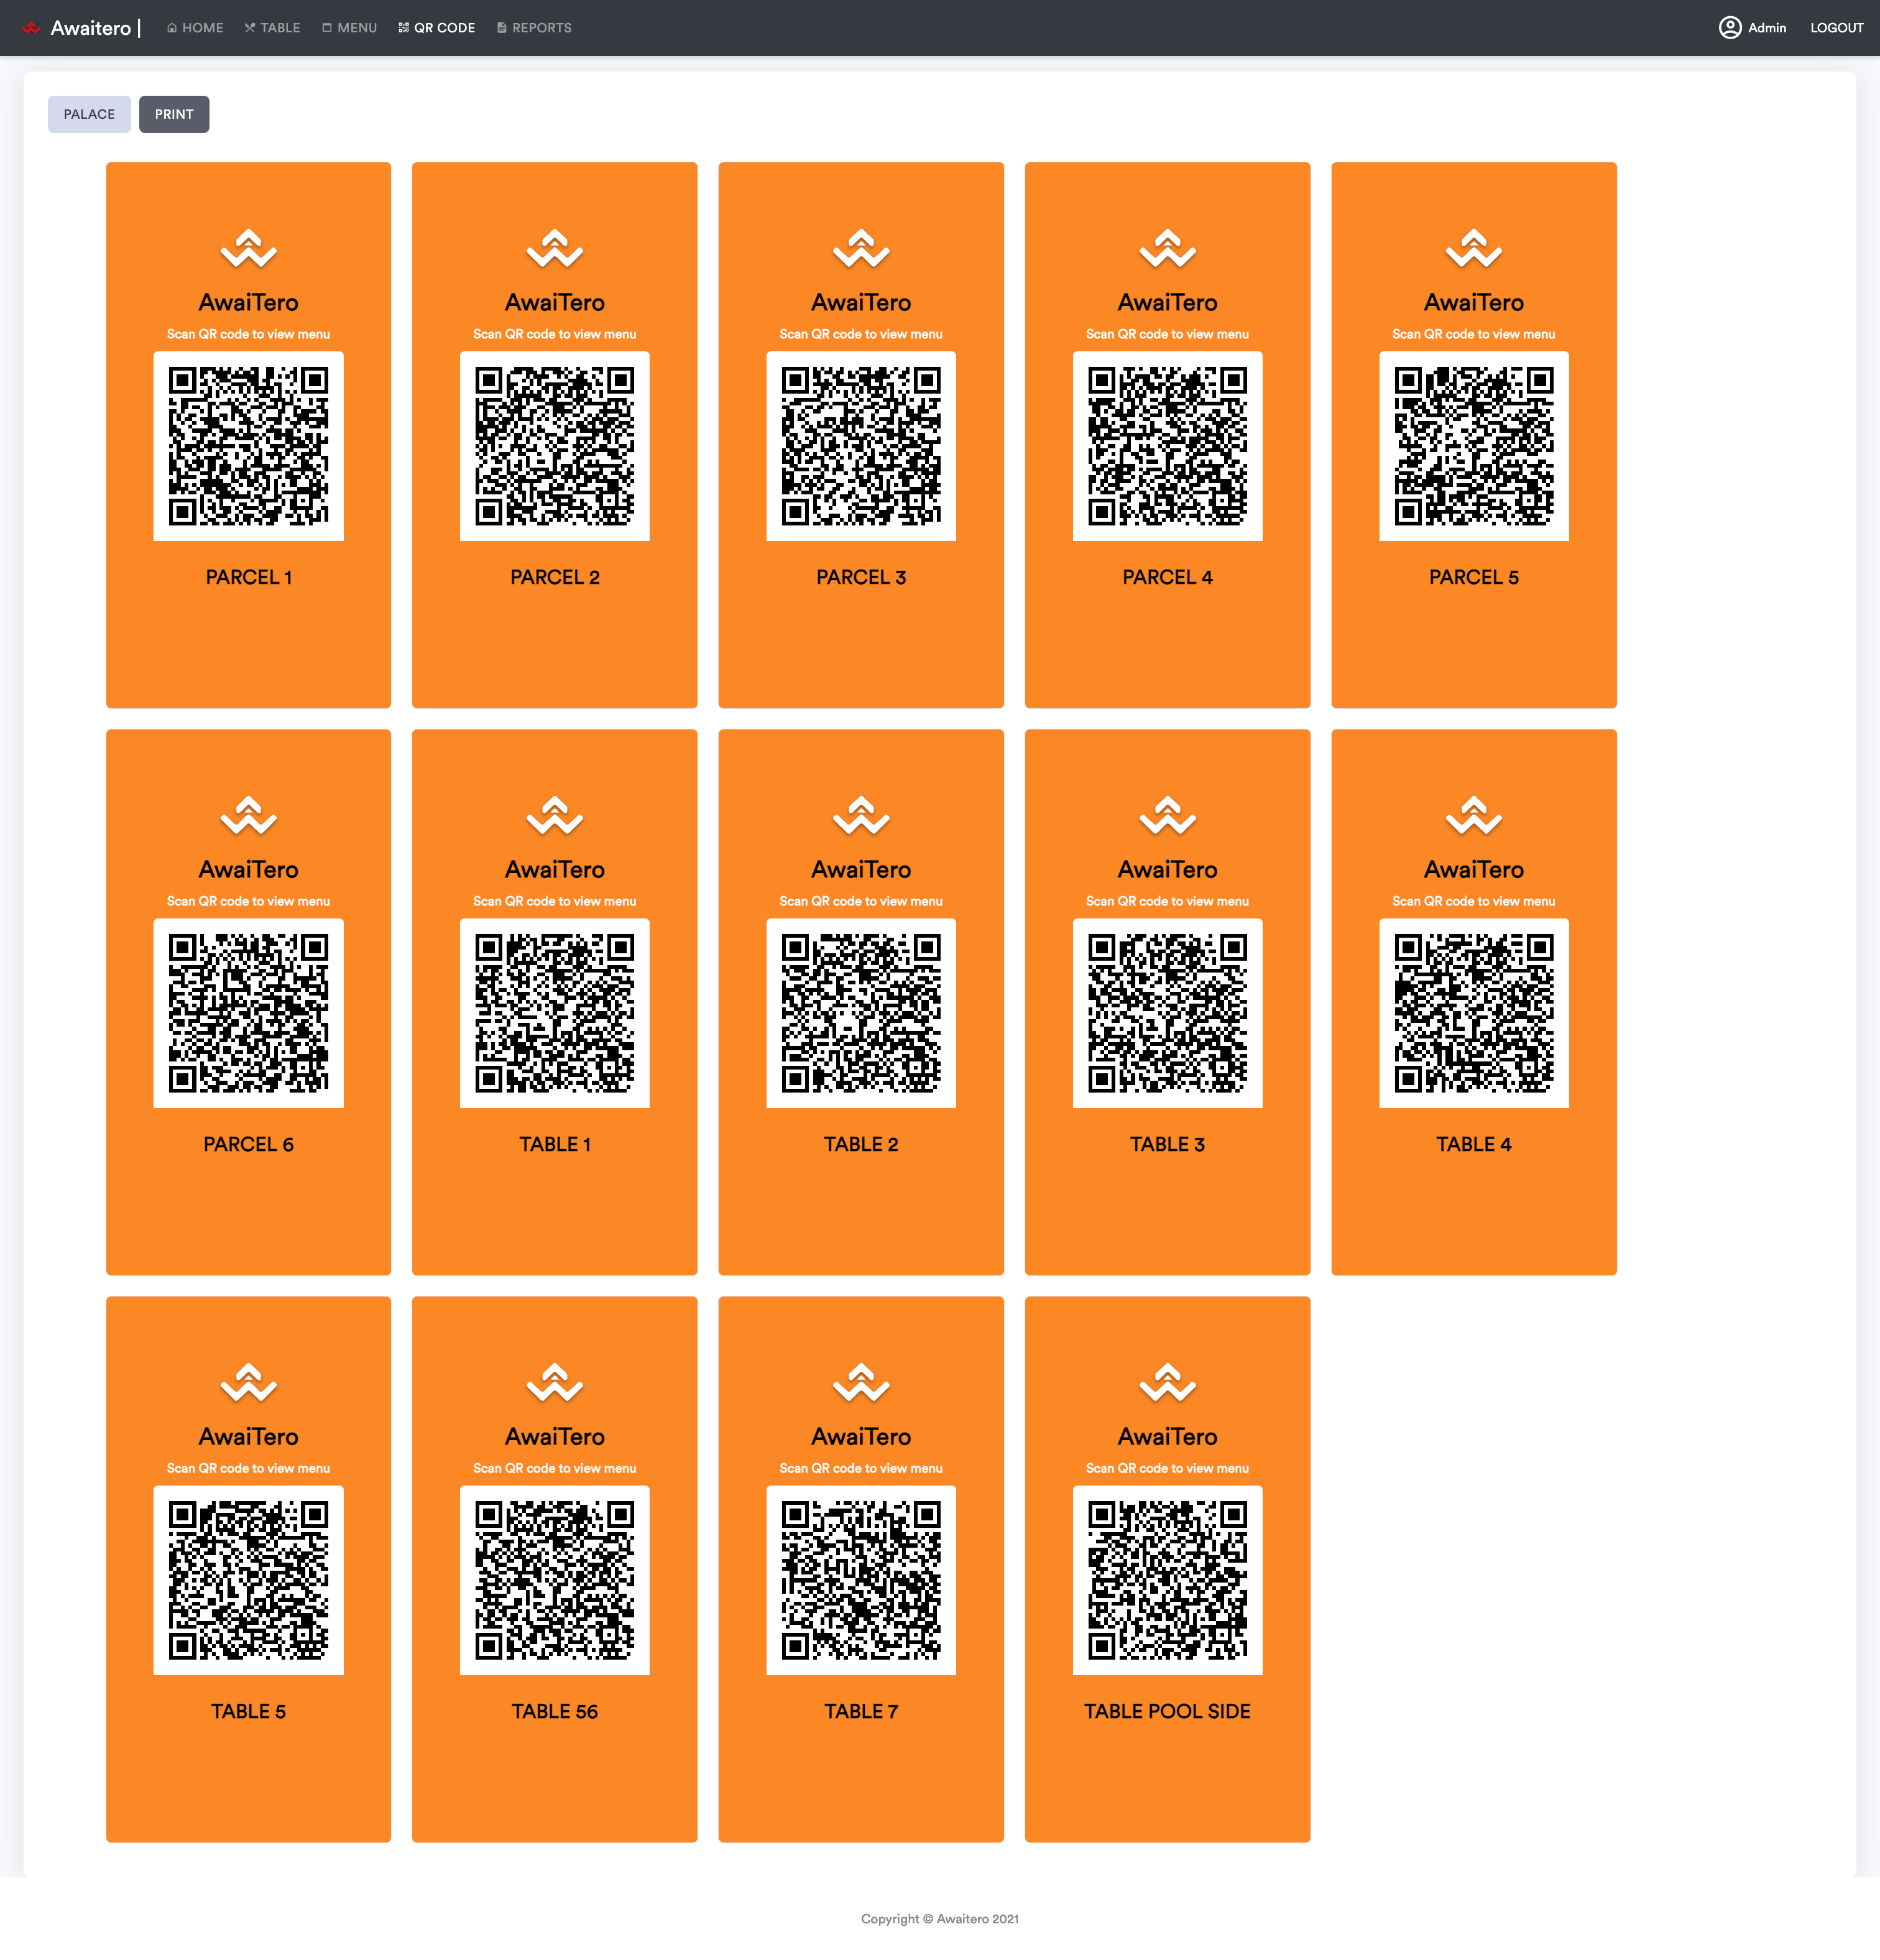 Awaitero | HOME TABLE MENU QR CODE REPORTS Admin LOGOUT
PALACE PRINT
AwaiTero AwaiTero AwaiTero AwaiTero AwaiTero
Scan QR code to view menu Scan QR code to view menu Scan QR code to view menu Scan QR code to view menu Scan QR code to view menu
PARCEL 1 PARCEL 2 PARCEL 3 PARCEL 4 PARCEL 5
AwaiTero AwaiTero AwaiTero AwaiTero AwaiTero
Scan QR code to view menu Scan QR code to view menu Scan QR code to view menu Scan QR code to view menu Scan QR code to view menu
PARCEL 6 TABLE 1 TABLE 2 TABLE 3 TABLE 4
AwaiTero AwaiTero AwaiTero AwaiTero
Scan QR code to view menu Scan QR code to view menu Scan QR code to view menu Scan QR code to view menu
TABLE 5 TABLE 56 TABLE 7 TABLE POOL SIDE
Copyright © Awaitero 2021